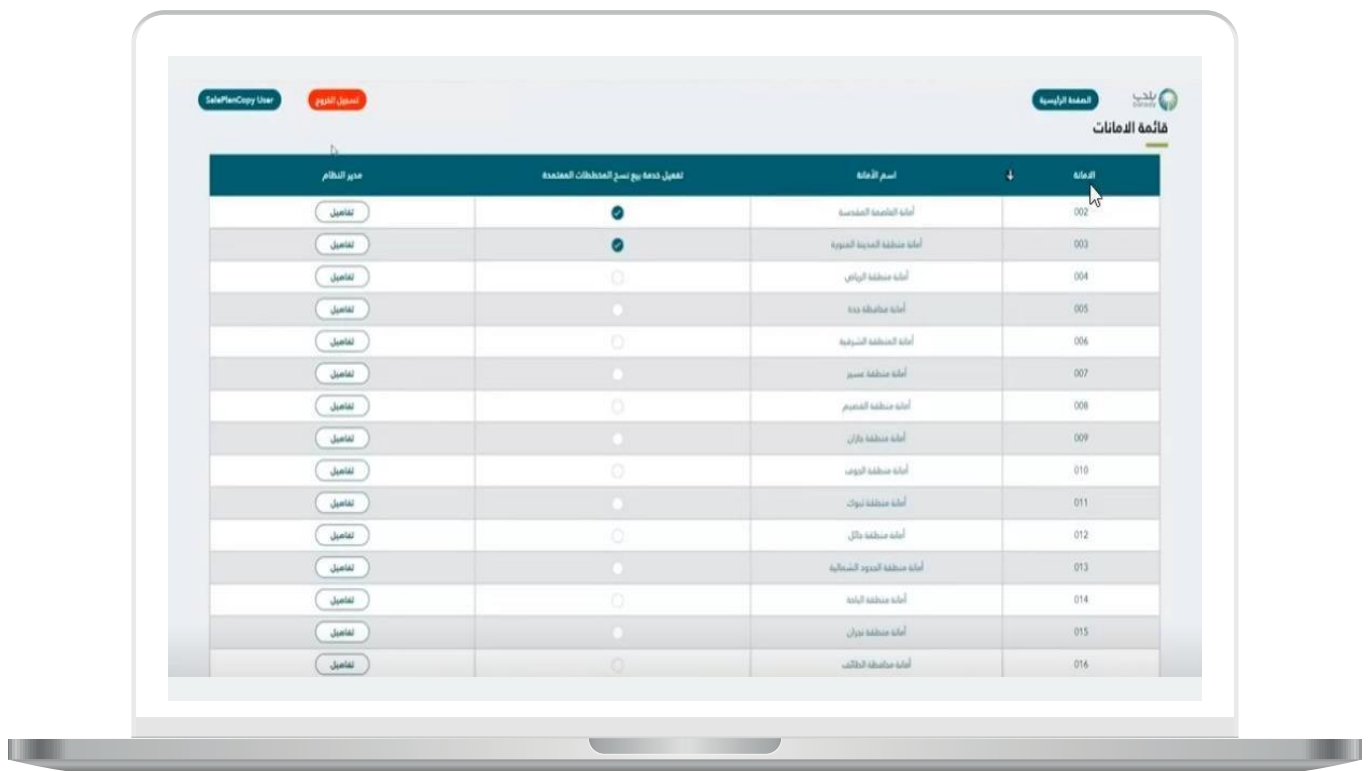 بلدي الصفحة الرئيسية تسجيل الخروج SalePlanCopy User
قائمة الامانات
الامانة اسم الأمانة تفعيل خدمة بيع نسخ المخططات المعتمدة مدير النظام
002 أمانة العاصمة المقدسة تفاصيل
003 أمانة منطقة المدينة المنورة تفاصيل
004 أمانة منطقة الرياض تفاصيل
005 أمانة محافظة جدة تفاصيل
006 أمانة المنطقة الشرقية تفاصيل
007 أمانة منطقة عسير تفاصيل
008 أمانة منطقة القصيم تفاصيل
009 أمانة منطقة جازان تفاصيل
010 أمانة منطقة الجوف تفاصيل
011 أمانة منطقة تبوك تفاصيل
012 أمانة منطقة حائل تفاصيل
013 أمانة منطقة الحدود الشمالية تفاصيل
014 أمانة منطقة الباحة تفاصيل
015 أمانة منطقة نجران تفاصيل
016 أمانة محافظة الطائف تفاصيل